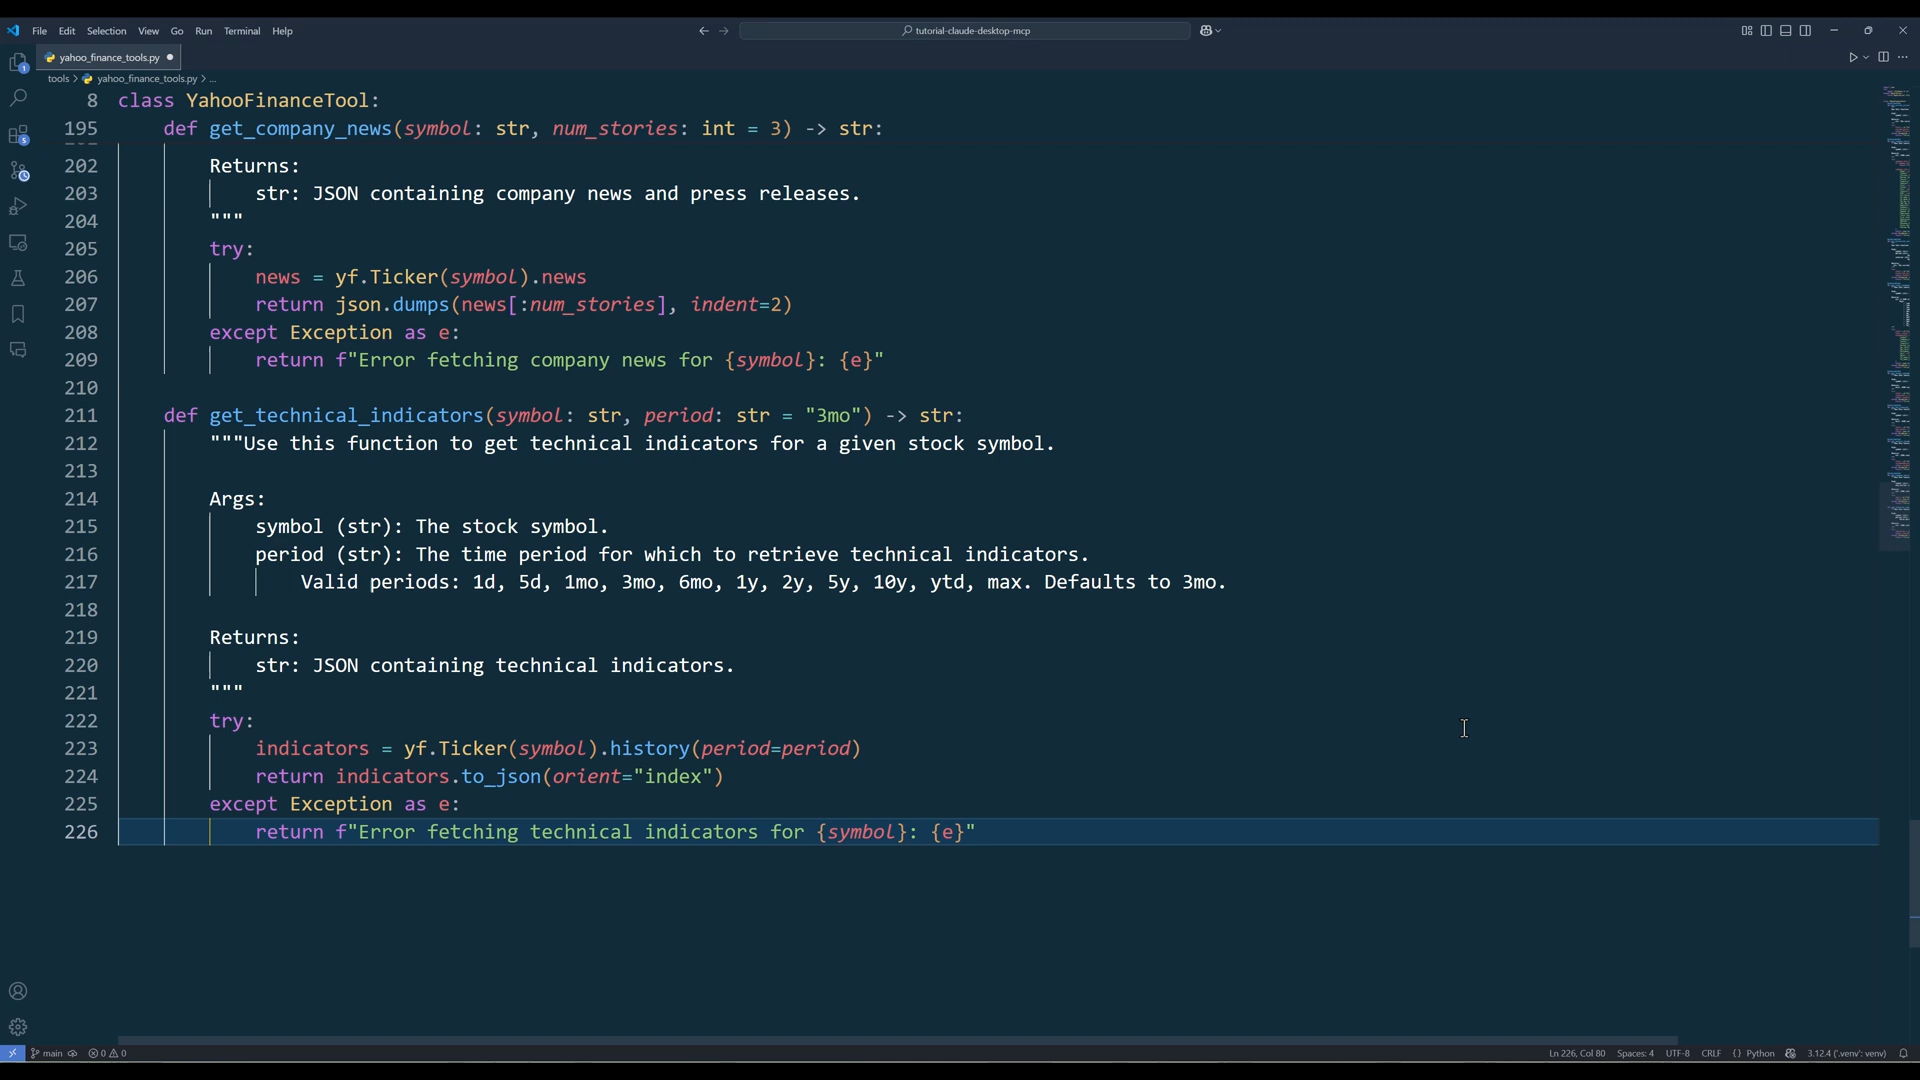 File Edit Selection View Go Run Terminal Help
tutorial-claude-desktop-mcp
yahoo_finance_tools.py
tools > yahoo_finance_tools.py > ...
8 class YahooFinanceTool:
195 def get_company_news(symbol: str, num_stories: int = 3) -> str:
202 Returns:
203 str: JSON containing company news and press releases.
204 """
205 try:
206 news = yf.Ticker(symbol).news
207 return json.dumps(news[:num_stories], indent=2)
208 except Exception as e:
209 return f"Error fetching company news for {symbol}: {e}"
210
211 def get_technical_indicators(symbol: str, period: str = "3mo") -> str:
212 """Use this function to get technical indicators for a given stock symbol.
213
214 Args:
215 symbol (str): The stock symbol.
216 period (str): The time period for which to retrieve technical indicators.
217 Valid periods: 1d, 5d, 1mo, 3mo, 6mo, 1y, 2y, 5y, 10y, ytd, max. Defaults to 3mo.
218
219 Returns:
220 str: JSON containing technical indicators.
221 """
222 try:
223 indicators = yf.Ticker(symbol).history(period=period)
224 return indicators.to_json(orient="index")
225 except Exception as e:
226 return f"Error fetching technical indicators for {symbol}: {e}"
main 0 0 Ln 226, Col 80 Spaces: 4 UTF-8 CRLF {} Python 3.12.4 ('.venv': venv)